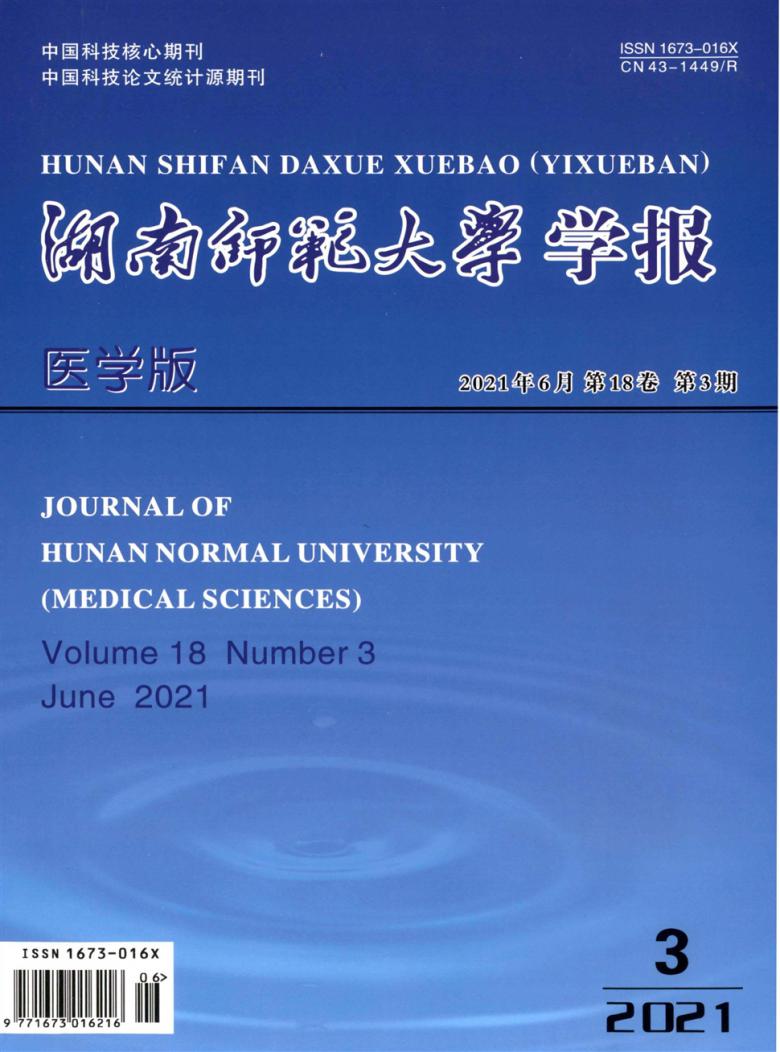 中国科技核心期刊
中国科技论文统计源期刊
ISSN 1673-016X
CN 43-1449/R
HUNAN SHIFAN DAXUE XUEBAO (YIXUEBAN)
湖南师范大学 学报
医学版
2021年6月 第18卷 第3期
JOURNAL OF
HUNAN NORMAL UNIVERSITY
(MEDICAL SCIENCES)
Volume 18 Number 3
June 2021
ISSN 1673-016X
06>
9 771673 016216
3
2021